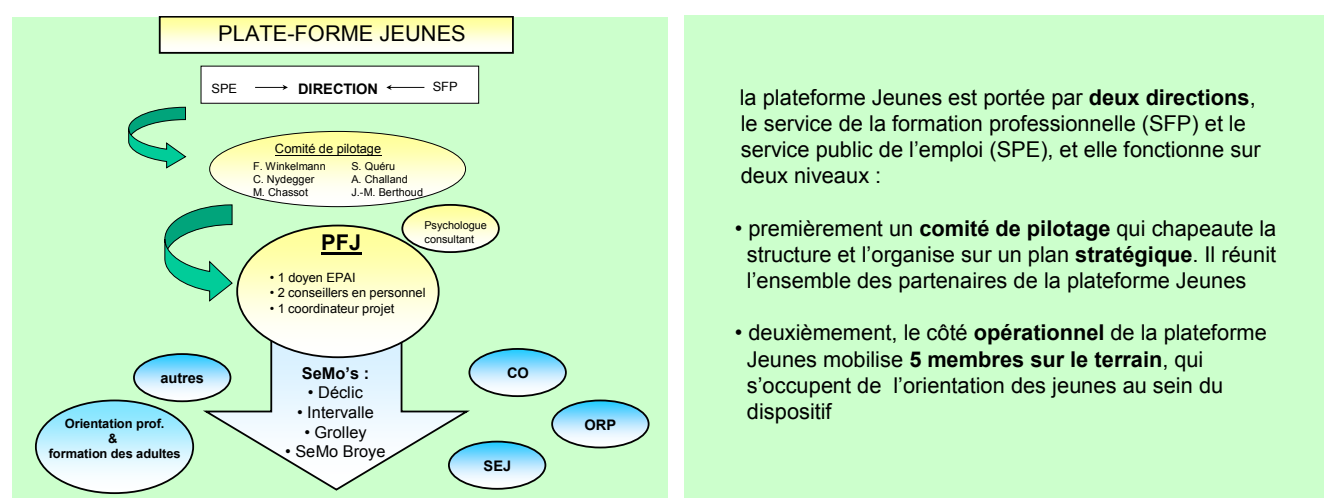 PLATE-FORME JEUNES
SPE DIRECTION SFP
Comité de pilotage
F. Winkelmann S. Quéru
C. Nydegger A. Challand
M. Chassot J.-M. Berthoud
Psychologue
consultant
PFJ
• 1 doyen EPAI
• 2 conseillers en personnel
• 1 coordinateur projet
SeMo's :
• Déclic
• Intervalle
• Grolley
• SeMo Broye
autres
Orientation prof.
&
formation des adultes
CO
ORP
SEJ
la plateforme Jeunes est portée par deux directions,
le service de la formation professionnelle (SFP) et le
service public de l'emploi (SPE), et elle fonctionne sur
deux niveaux :
• premièrement un comité de pilotage qui chapeaute la
structure et l'organise sur un plan stratégique. Il réunit
l'ensemble des partenaires de la plateforme Jeunes
• deuxièmement, le côté opérationnel de la plateforme
Jeunes mobilise 5 membres sur le terrain, qui
s'occupent de l'orientation des jeunes au sein du
dispositif